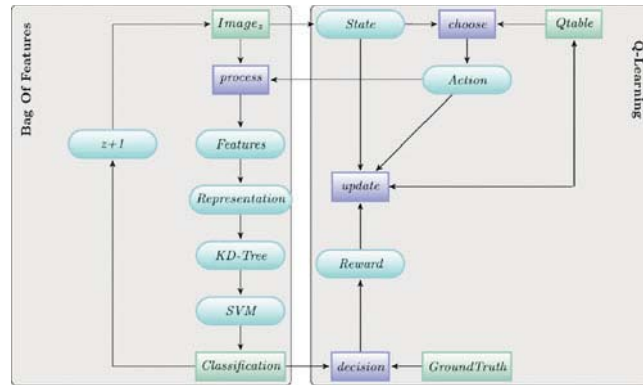 Bag Of Features
Image_z
process
z+1
Features
Representation
KD-Tree
SVM
Classification
State
choose
Qtable
Action
update
Reward
decision
GroundTruth
Q-Learning